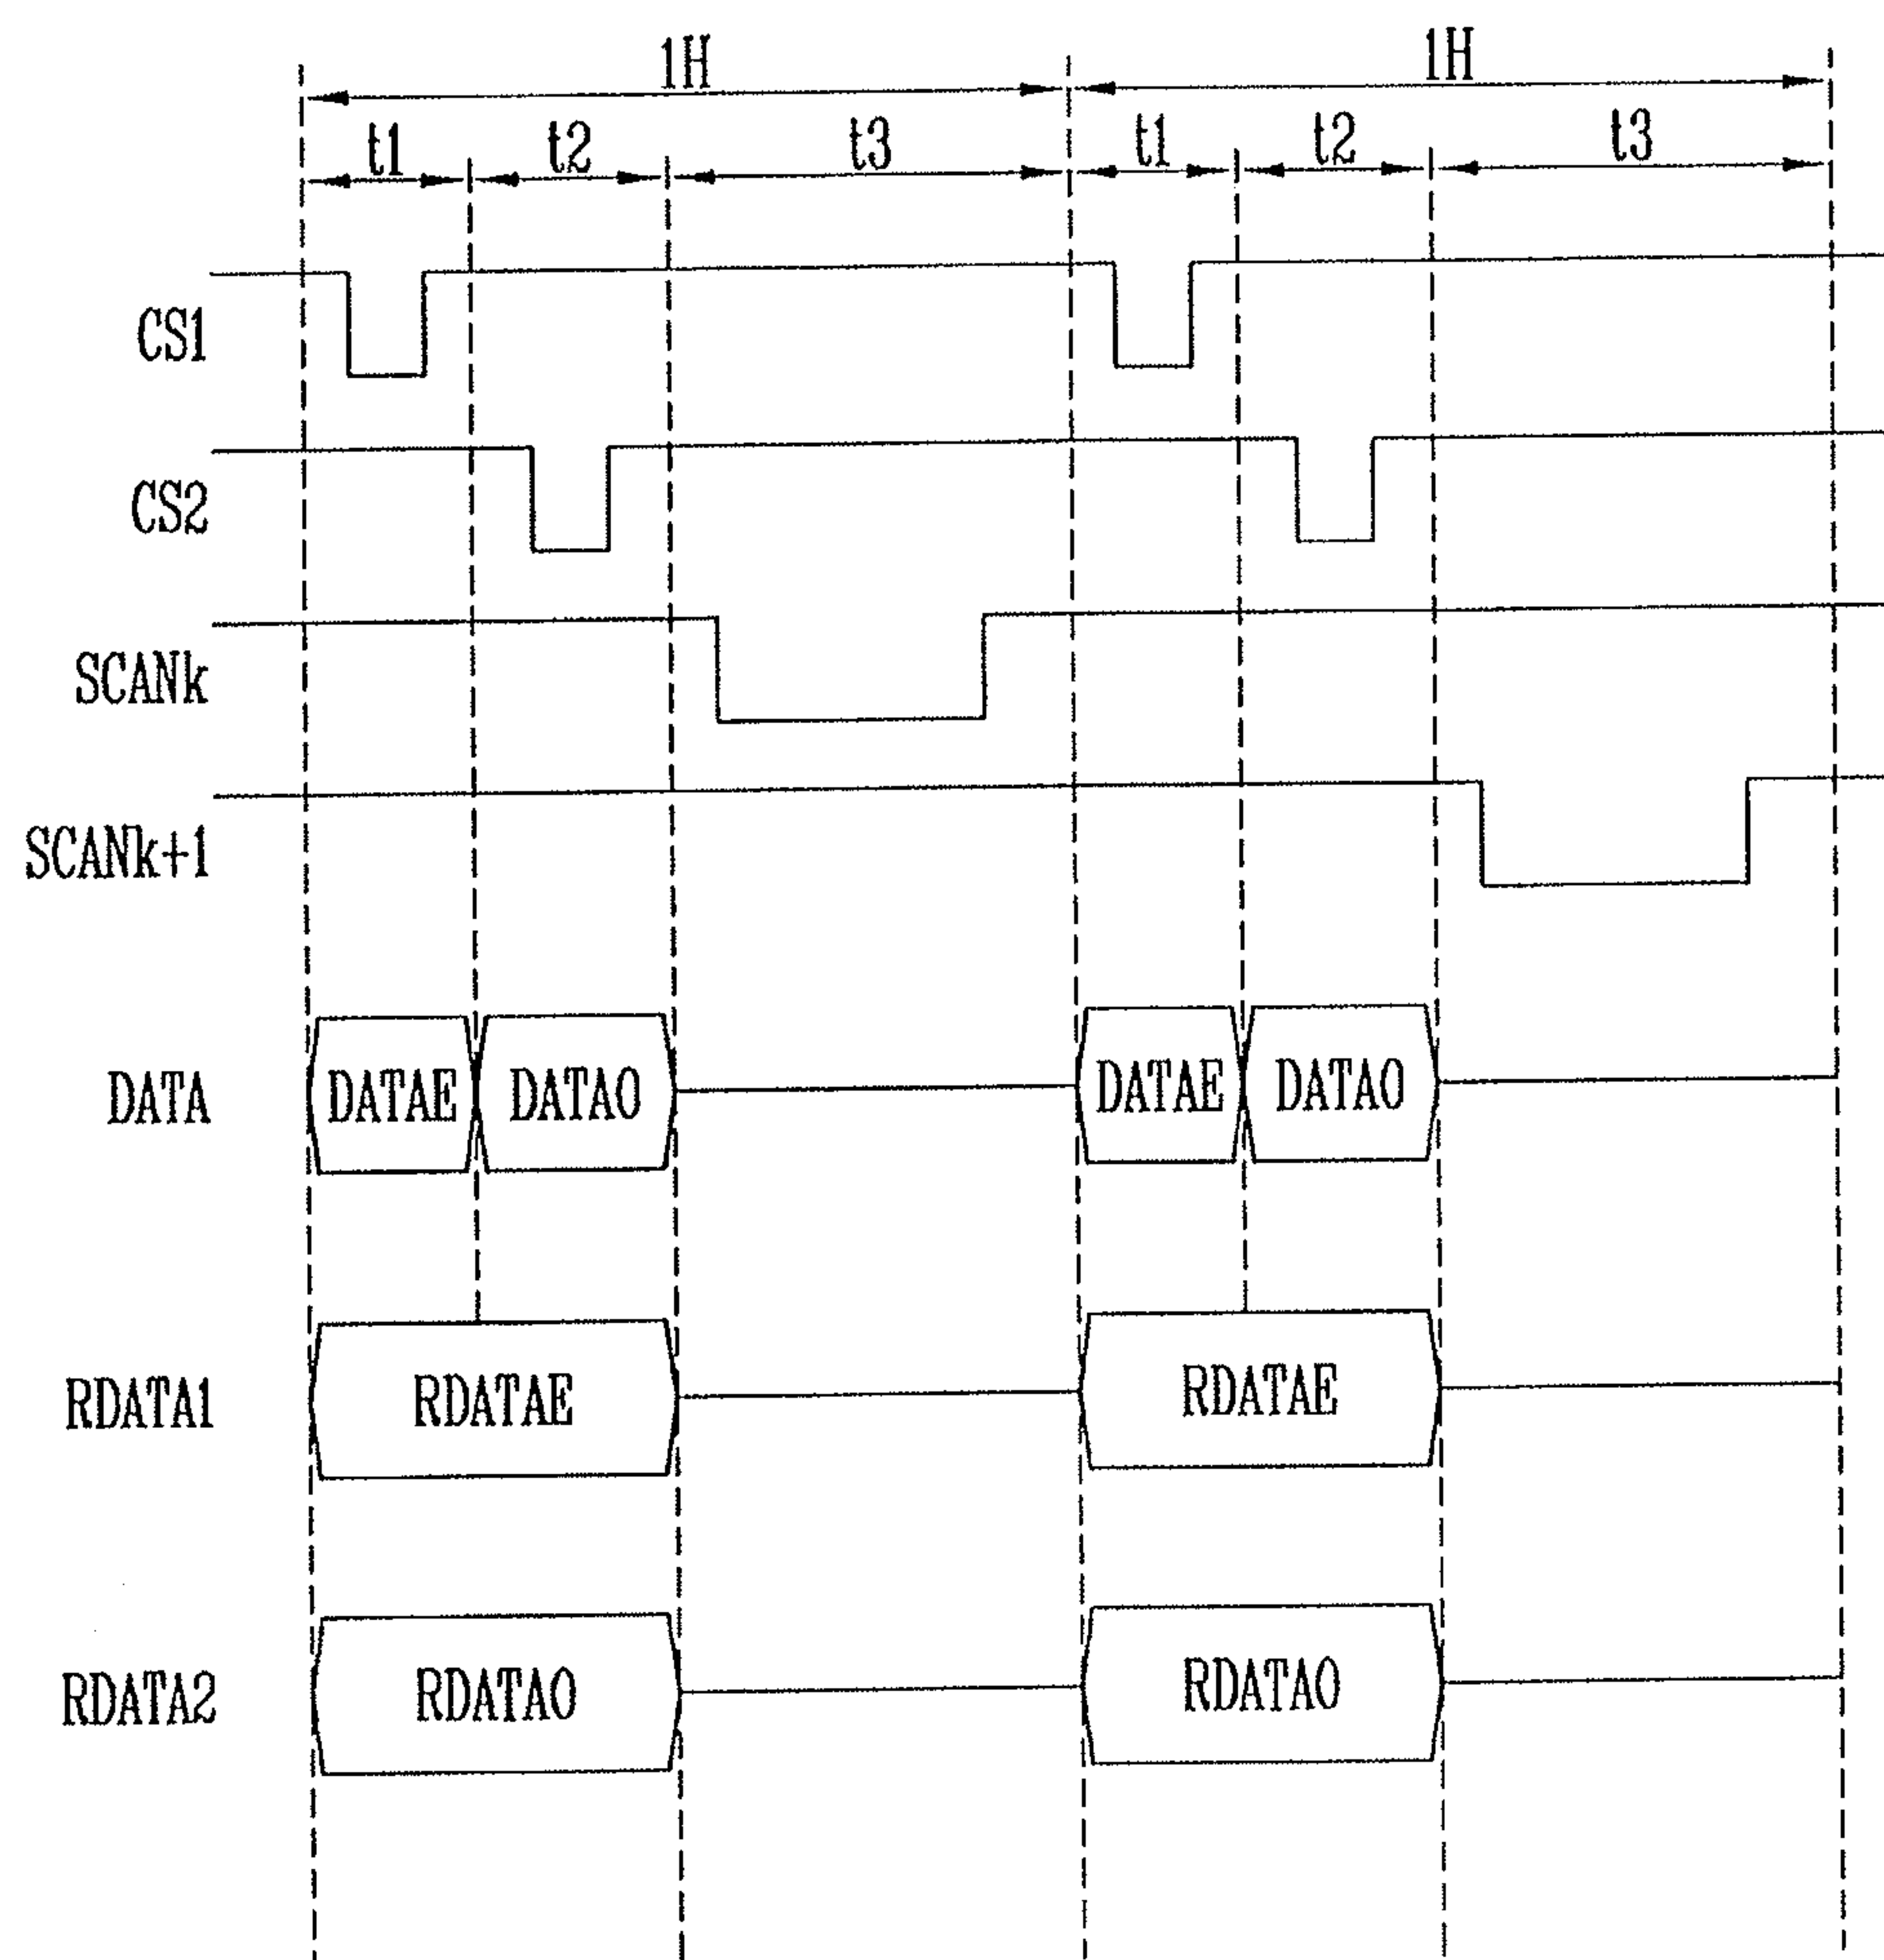 1H 1H
t1 t2 t3 t1 t2 t3
CS1
CS2
SCANk
SCANk+1
DATA DATAE DATAO DATAE DATAO
RDATA1 RDATAE RDATAE
RDATA2 RDATAO RDATAO